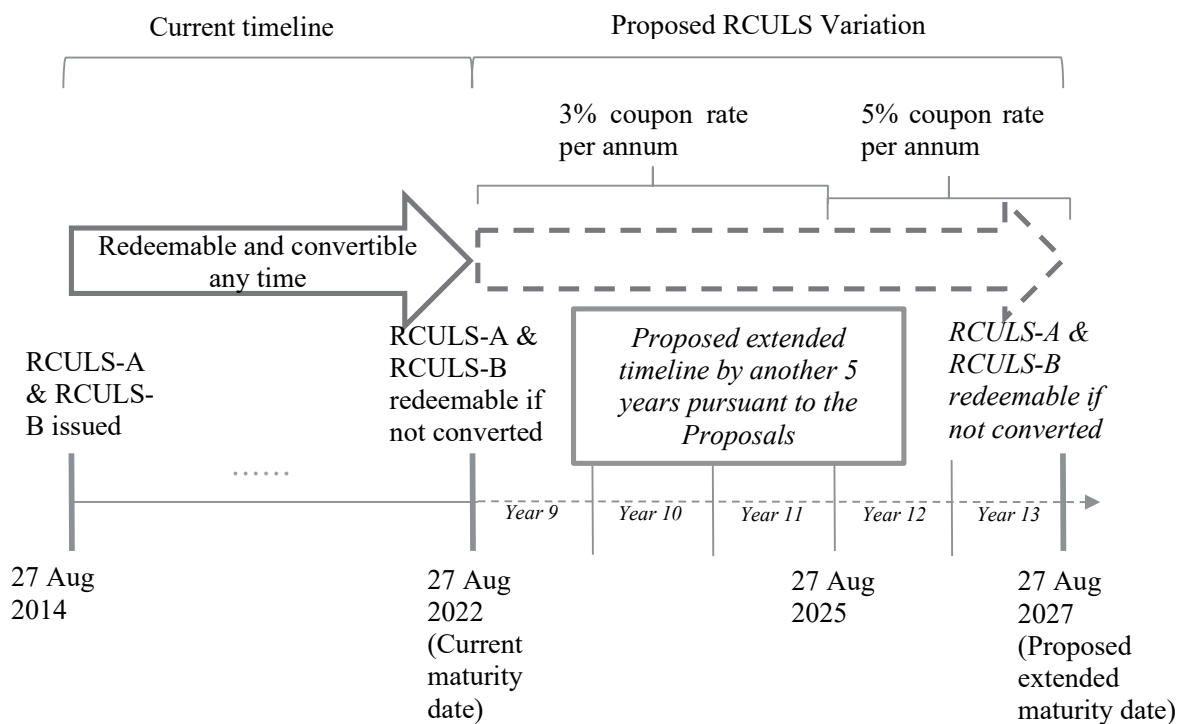 Current timeline
Proposed RCULS Variation
3% coupon rate
per annum
5% coupon rate
per annum
Redeemable and convertible
any time
RCULS-A
& RCULS-
B issued
RCULS-A &
RCULS-B
redeemable if
not converted
Proposed extended
timeline by another 5
years pursuant to the
Proposals
RCULS-A &
RCULS-B
redeemable if
not converted
......
Year 9
Year 10
Year 11
Year 12
Year 13
27 Aug
2014
27 Aug
2022
(Current
maturity
date)
27 Aug
2025
27 Aug
2027
(Proposed
extended
maturity date)